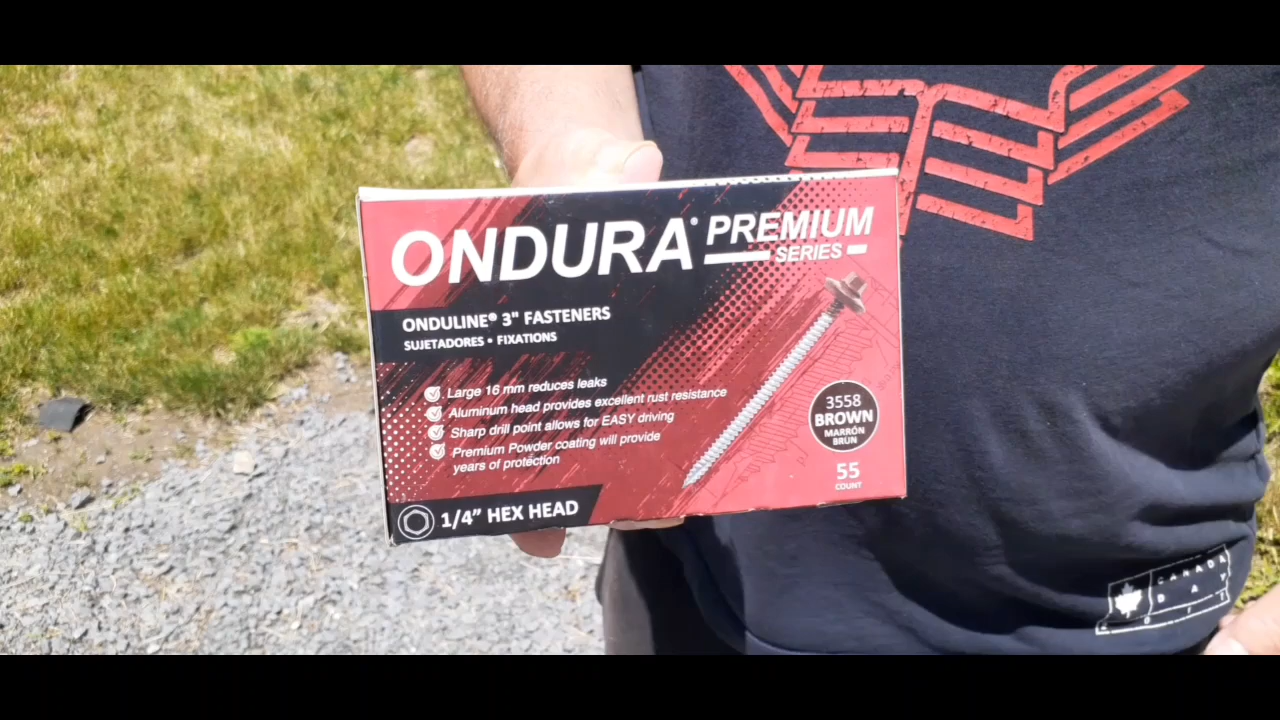 ONDURA® PREMIUM
SERIES
ONDULINE® 3" FASTENERS
SUJETADORES • FIXATIONS
Large 16 mm reduces leaks
Aluminum head provides excellent rust resistance
Sharp drill point allows for EASY driving
Premium Powder coating will provide
years of protection
3558
BROWN
MARRÓN
BRUN
55
COUNT
1/4” HEX HEAD
CANADA
DAY